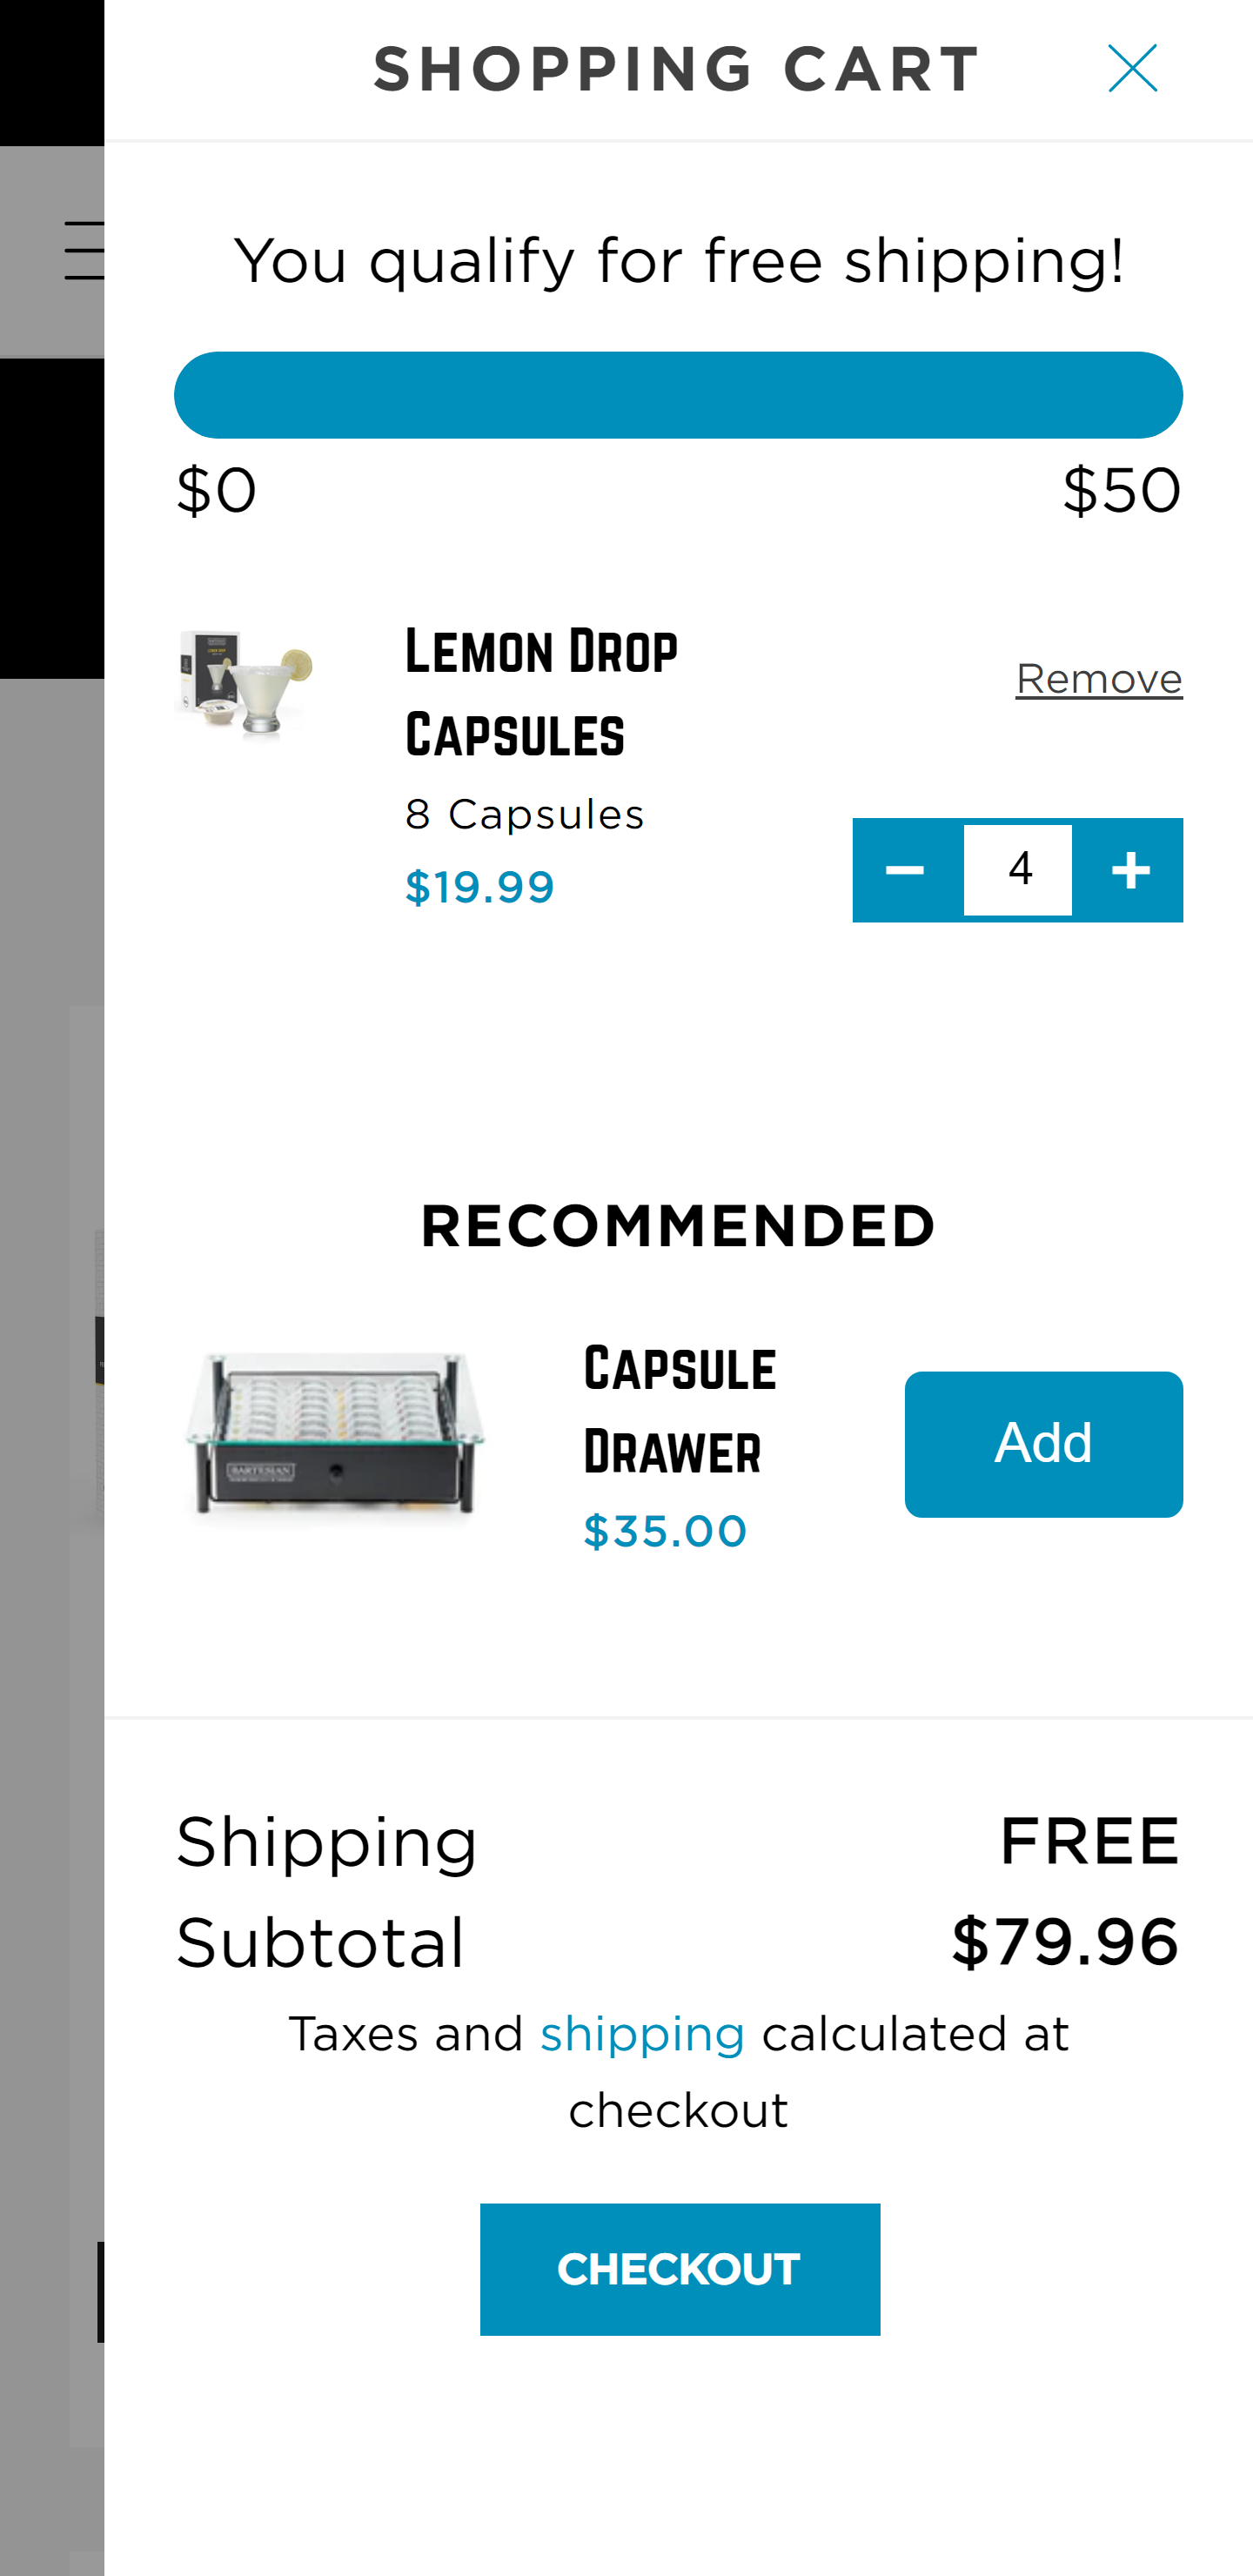 SHOPPING CART
You qualify for free shipping!
$0 $50
LEMON DROP
CAPSULES
Remove
8 Capsules
$19.99
4
RECOMMENDED
CAPSULE
DRAWER
BARTESIAN
$35.00
Add
Shipping FREE
Subtotal $79.96
Taxes and shipping calculated at
checkout
CHECKOUT